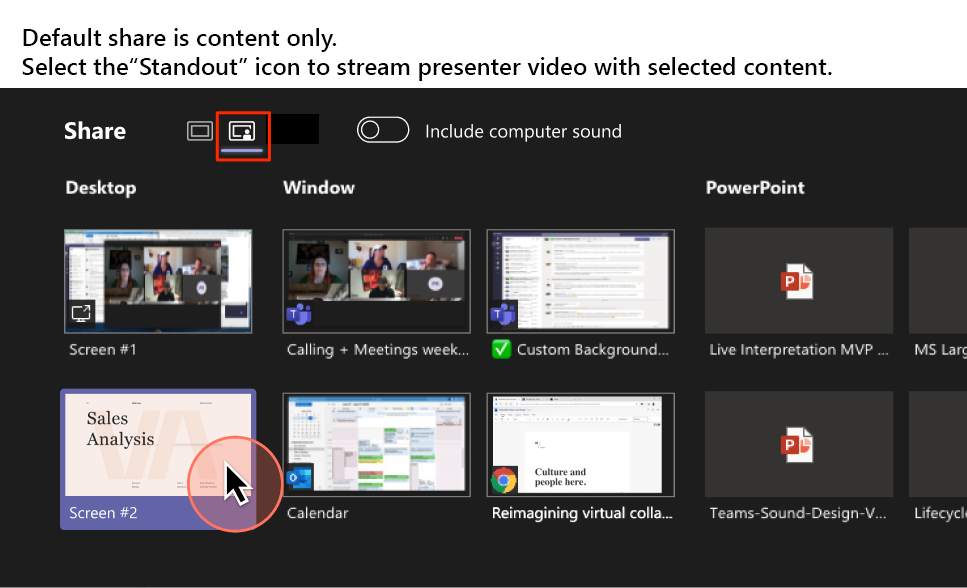 Default share is content only.
Select the“Standout” icon to stream presenter video with selected content.
Share
Include computer sound
Desktop
Window
PowerPoint
Screen #1
Calling + Meetings week...
✅ Custom Background...
Live Interpretation MVP ...
MS Larg
Sales
Analysis
Culture and
people here.
Screen #2
Calendar
Reimagining virtual colla...
Teams-Sound-Design-V...
Lifecycl